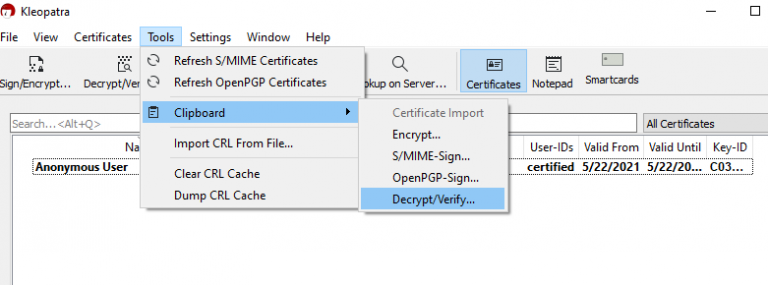 Kleopatra
File View Certificates Tools Settings Window Help
Sign/Encrypt... Decrypt/Ve okup on Server... Certificates Notepad Smartcards
Refresh S/MIME Certificates
Refresh OpenPGP Certificates
Clipboard
Import CRL From File...
Clear CRL Cache
Dump CRL Cache
Certificate Import
Encrypt...
S/MIME-Sign...
OpenPGP-Sign...
Decrypt/Verify...
Search...<Alt+Q> All Certificates
Na User-IDs Valid From Valid Until Key-ID
Anonymous User certified 5/22/2021 5/22/20... C03...